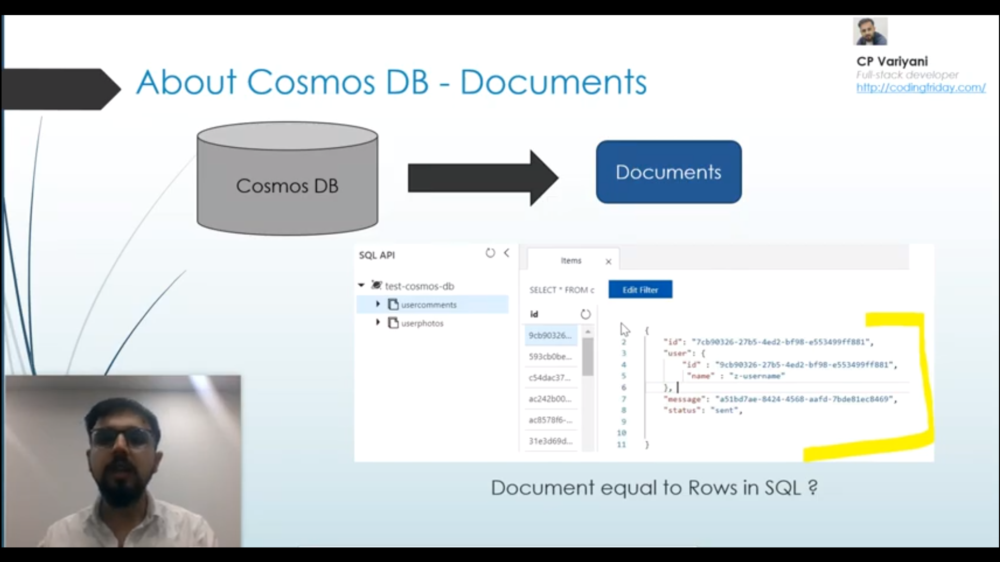 CP Variyani
Full-stack developer
http://codingfriday.com/
About Cosmos DB - Documents
Cosmos DB
Documents
SQL API
Items
test-cosmos-db
usercomments
userphotos
SELECT * FROM c
Edit Filter
id
9cb90326...
593cb0be...
c54dac37...
ac242b00...
ac8578f6-...
31e3d69d...
{
2 "id": "7cb90326-27b5-4ed2-bf98-e553499ff881",
3 "user": {
4 "id" : "9cb90326-27b5-4ed2-bf98-e553499ff881",
5 "name" : "z-username"
6 },
7 "message": "a51bd7ae-8424-4568-aafd-7bde81ec8469",
8 "status": "sent",
9
10
11 }
Document equal to Rows in SQL ?